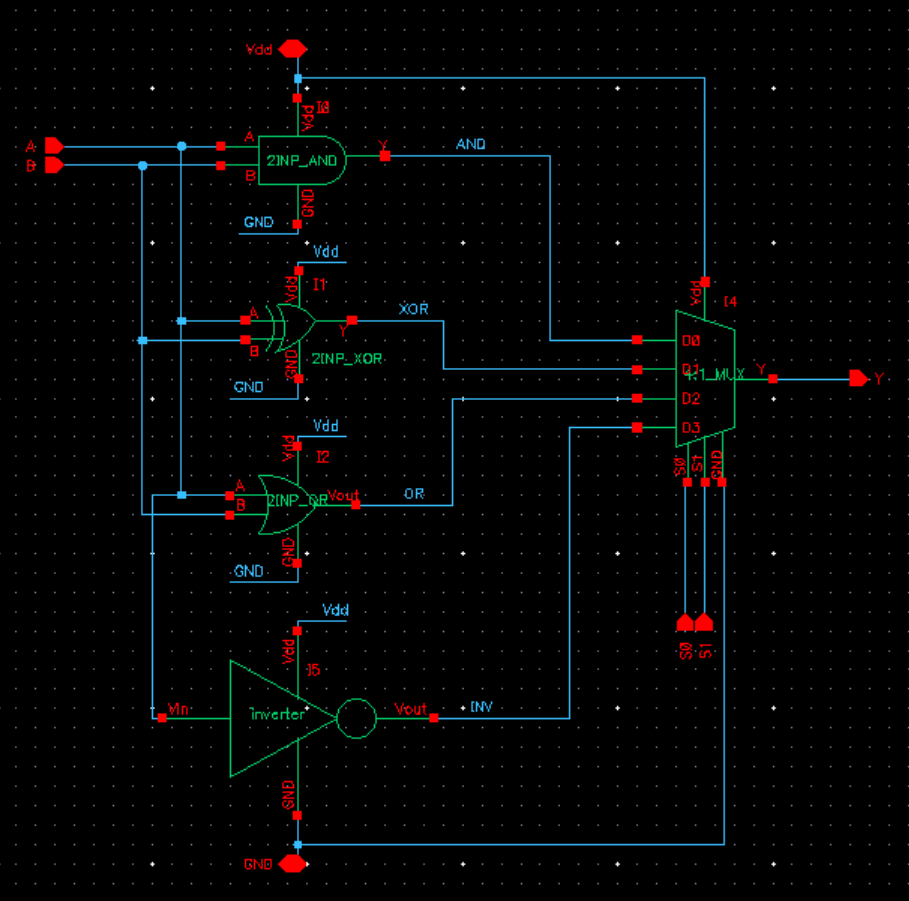 Vdd
Vdd I0
A A Y AND
B 2INP_AND
B
GND
GND
Vdd
Vdd I1
Vdd I4
A XOR
Y
B 2INP_XOR
GND
GND
D0
D1
4:1_MUX Y Y
D2
D3
Vdd
Vdd I2
S0 S1 GND
A 2INP_OR Vout OR
B
GND
GND
Vdd
Vdd
I5
S0 S1
Vin Inverter Vout INV
GND
GND